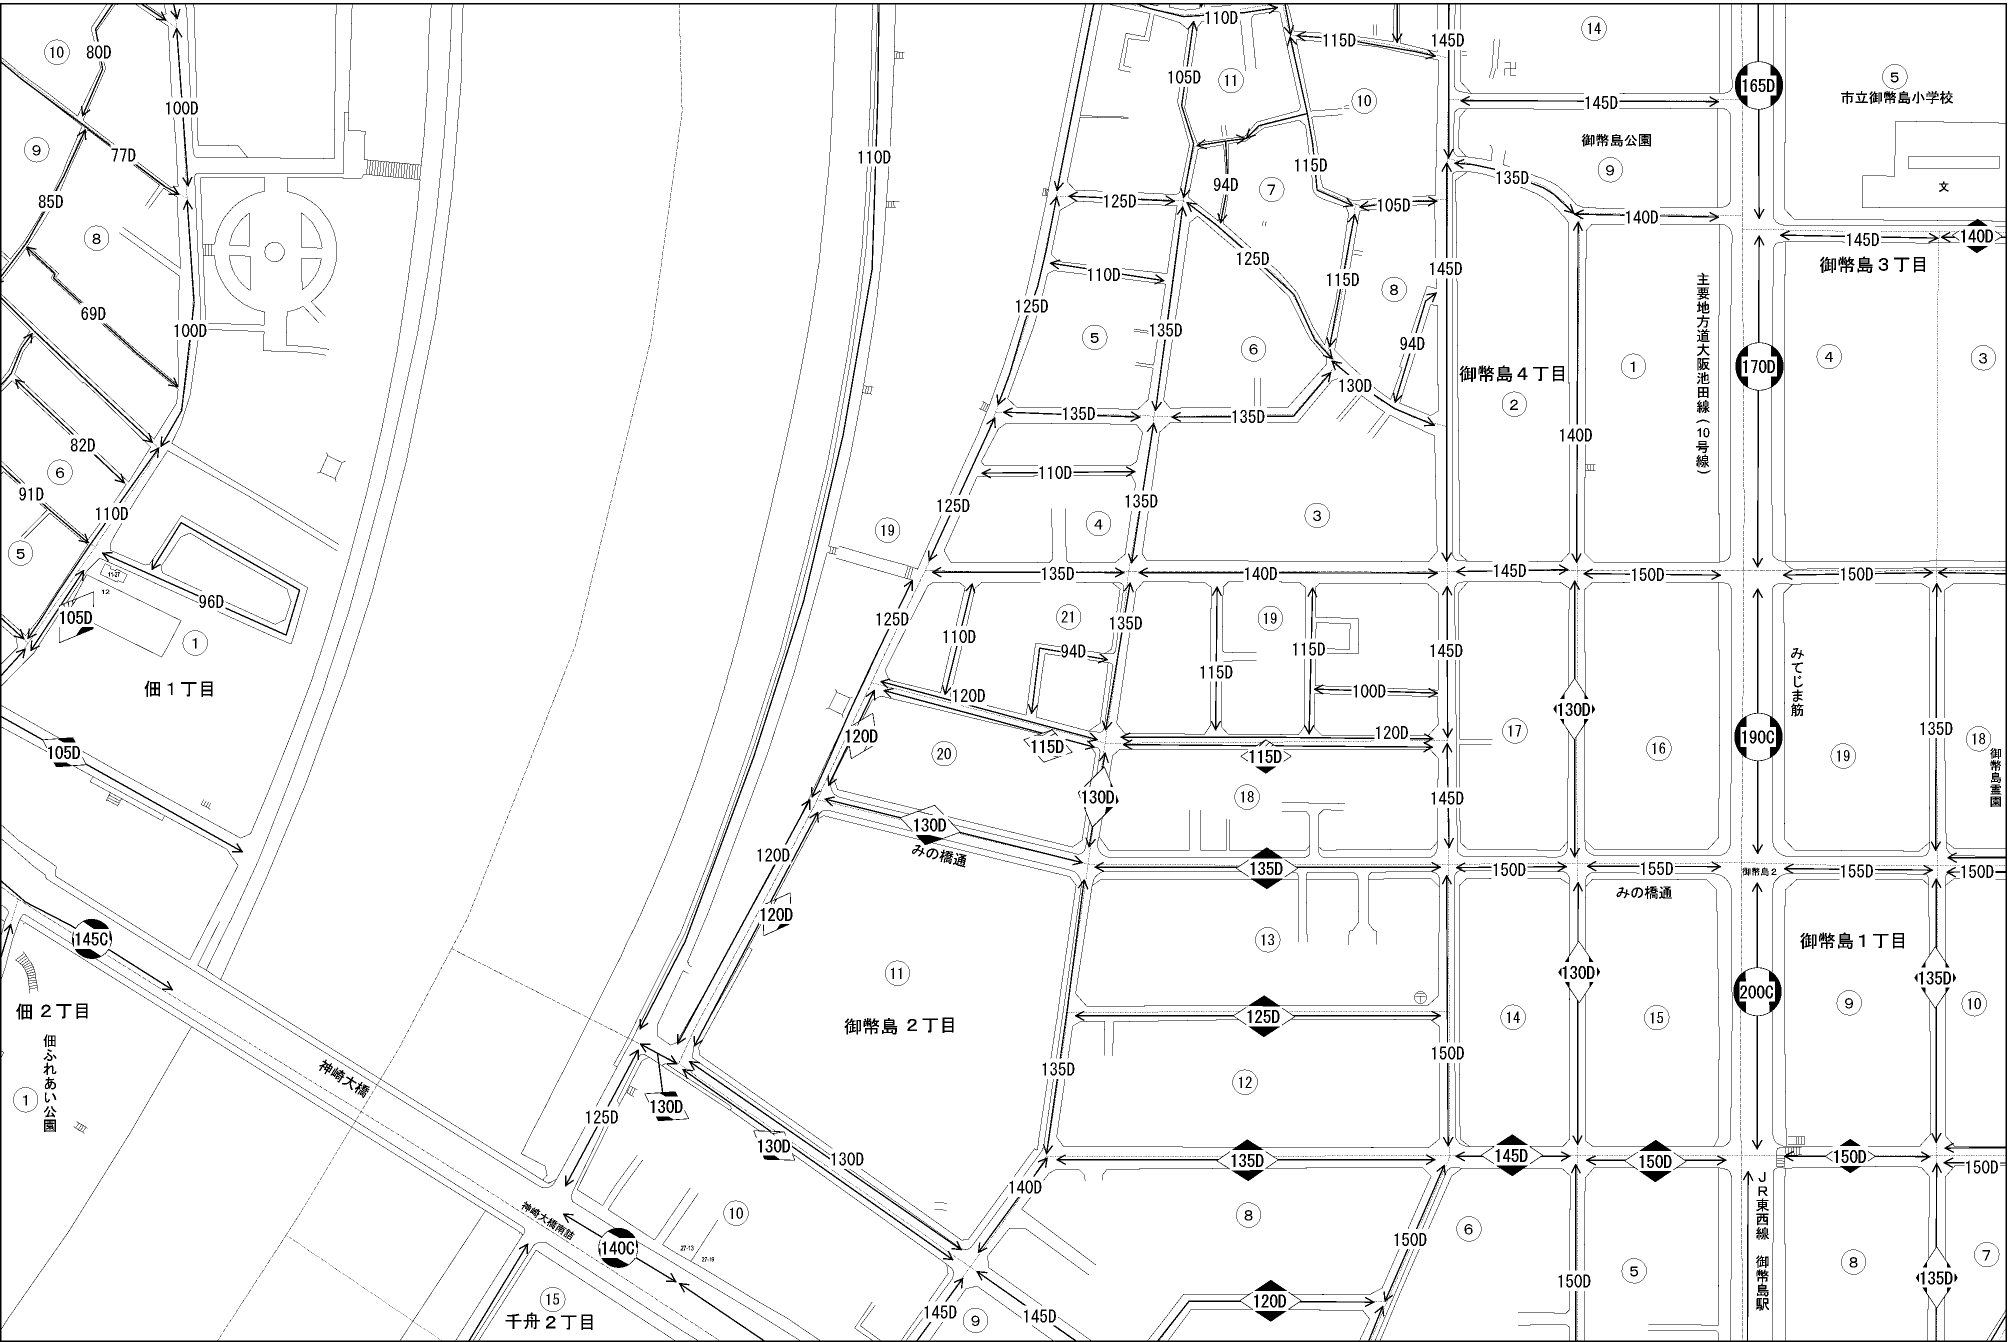 110D
115D
145D
14
10
80D
165D
5
市立御幣島小学校
105D
11
10
145D
100D
御幣島公園
9
9
77D
110D
115D
135D
文
94D
7
85D
125D
105D
140D
8
145D
140D
125D
御幣島3丁目
110D
145D
115D
8
主要地方道大阪池田線(10号線)
69D
125D
100D
135D
5
6
94D
170D
4
3
御幣島4丁目
1
130D
2
135D
135D
140D
82D
6
110D
91D
125D
135D
110D
3
19
4
5
135D
140D
145D
150D
150D
12
96D
105D
1
125D
21
135D
19
110D
94D
115D
115D
145D
みてじま筋
佃1丁目
100D
120D
130D
115D
120D
17
135D
18
105D
120D
115D
20
16
190C
19
御幣島霊園
18
130D
145D
130D
みの橋通
120D
135D
150D
155D
御幣島2
155D
150D
みの橋通
120D
145C
13
御幣島1丁目
11
130D
135D
200C
9
10
佃2丁目
御幣島2丁目
125D
14
15
佃ふれあい公園
1
神崎大橋
150D
135D
12
130D
125D
130D
130D
135D
145D
150D
150D
150D
140D
JR東西線 御幣島駅
神崎大橋南詰
10
8
6
140C
27-13
27-19
150D
5
8
7
150D
135D
15
千舟2丁目
120D
145D
9
145D